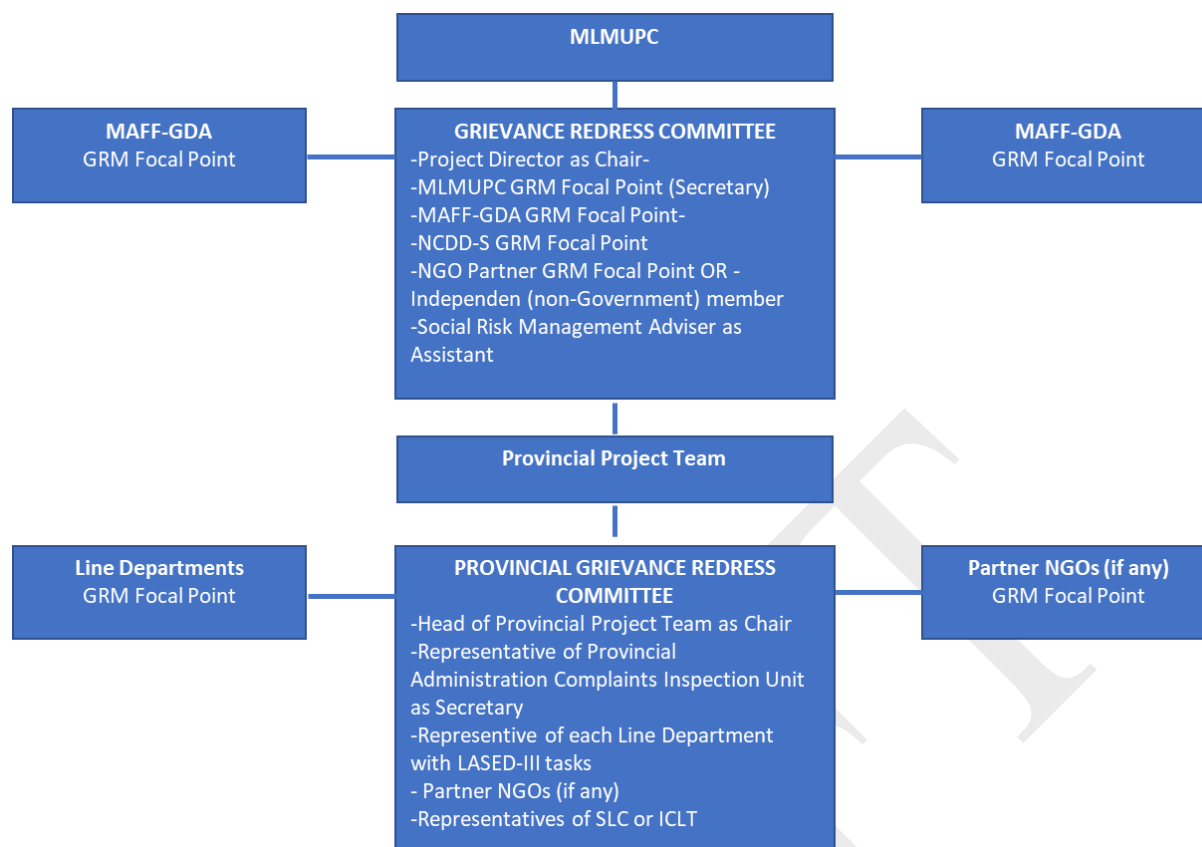 MLMUPC
MAFF-GDA
GRM Focal Point
GRIEVANCE REDRESS COMMITTEE
-Project Director as Chair-
-MLMUPC GRM Focal Point (Secretary)
-MAFF-GDA GRM Focal Point-
-NCDD-S GRM Focal Point
-NGO Partner GRM Focal Point OR -
Independen (non-Government) member
-Social Risk Management Adviser as
Assistant
MAFF-GDA
GRM Focal Point
Provincial Project Team
Line Departments
GRM Focal Point
PROVINCIAL GRIEVANCE REDRESS
COMMITTEE
-Head of Provincial Project Team as Chair
-Representative of Provincial
Administration Complaints Inspection Unit
as Secretary
-Representive of each Line Department
with LASED-III tasks
- Partner NGOs (if any)
-Representatives of SLC or ICLT
Partner NGOs (if any)
GRM Focal Point